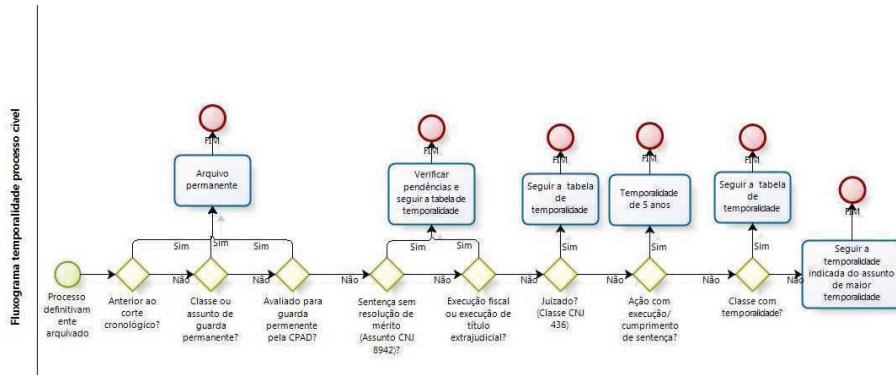 Fluxograma temporalidade processo cível
FIM
Arquivo
permanente
Sim
Sim
Sim
FIM
Verificar
pendências e
seguir a tabela de
temporalidade
Sim
Sim
FIM
Seguir a tabela
de
temporalidade
Sim
FIM
Temporalidade
de 5 anos
Sim
FIM
Seguir a tabela
de
temporalidade
Sim
FIM
Seguir a
temporalidade
indicada do assunto
de maior
temporalidade
Processo
definitivam
ente
arquivado
Anterior ao
corte
cronológico?
Não
Classe ou
assunto de
guarda
permanente?
Não
Avaliado para
guarda
permenente
pela CPAD?
Não
Sentença sem
resolução de
mérito
(Assunto CNJ
8942)?
Não
Execução fiscal
ou execução de
título
extrajudicial?
Não
Juizado?
(Classe CNJ
436)
Não
Ação com
execução/
cumprimento
de sentença?
Não
Classe com
temporalidade?
Não